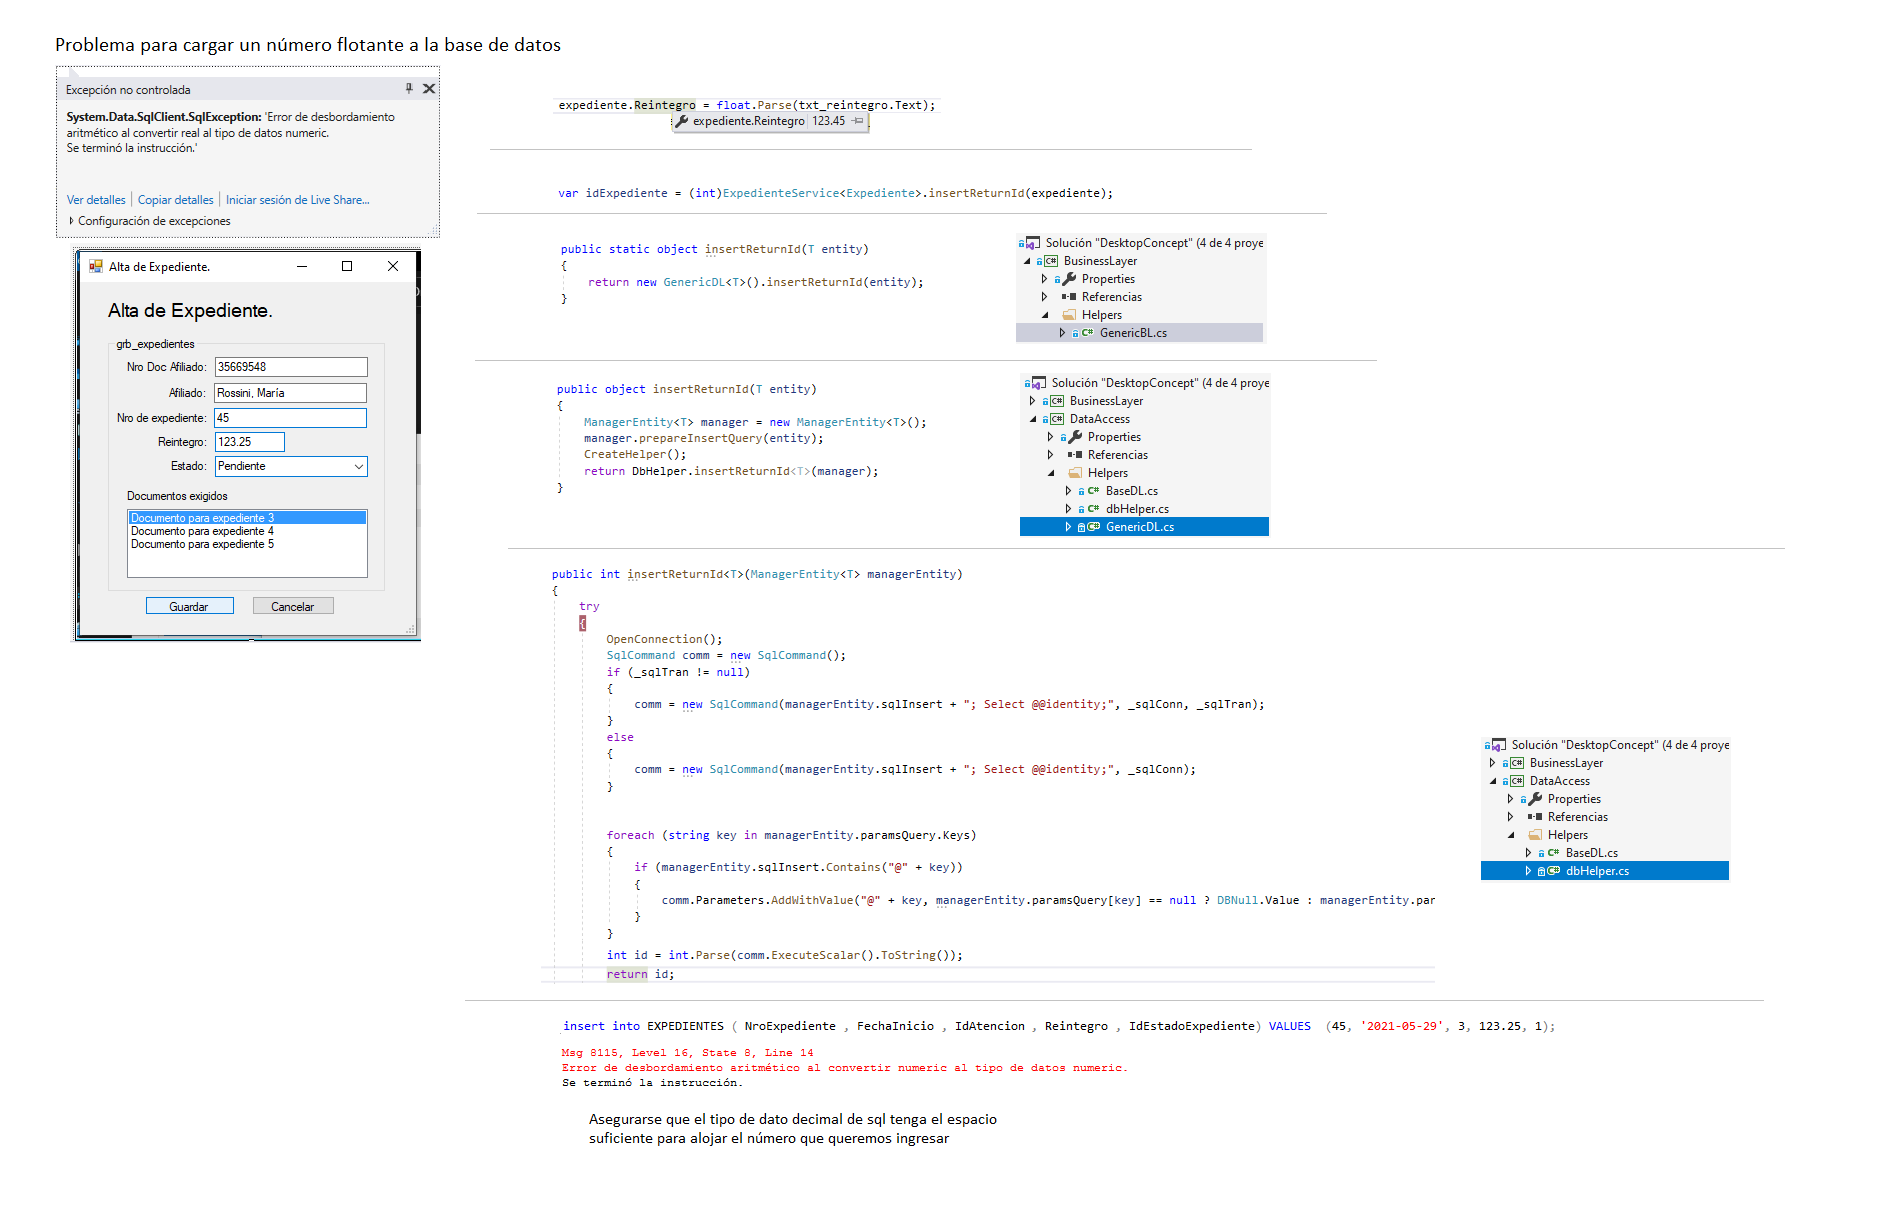 Problema para cargar un número flotante a la base de datos
Excepción no controlada
System.Data.SqlClient.SqlException: 'Error de desbordamiento
aritmético al convertir real al tipo de datos numeric.
Se terminó la instrucción.'
Ver detalles | Copiar detalles | Iniciar sesión de Live Share...
Configuración de excepciones
Alta de Expediente.
Alta de Expediente.
grb_expedientes
Nro Doc Afiliado: 35669548
Afiliado: Rossini, María
Nro de expediente: 45
Reintegro: 123.25
Estado: Pendiente
Documentos exigidos
Documento para expediente 3
Documento para expediente 4
Documento para expediente 5
Guardar Cancelar
expediente.Reintegro = float.Parse(txt_reintegro.Text);
expediente.Reintegro 123.45
var idExpediente = (int)ExpedienteService<Expediente>.insertReturnId(expediente);
public static object insertReturnId(T entity)
{
return new GenericDL<T>().insertReturnId(entity);
}
Solución "DesktopConcept" (4 de 4 proye
C# BusinessLayer
Properties
Referencias
Helpers
C# GenericBL.cs
public object insertReturnId(T entity)
{
ManagerEntity<T> manager = new ManagerEntity<T>();
manager.prepareInsertQuery(entity);
CreateHelper();
return DbHelper.insertReturnId<T>(manager);
}
Solución "DesktopConcept" (4 de 4 proye
C# BusinessLayer
C# DataAccess
Properties
Referencias
Helpers
C# BaseDL.cs
C# dbHelper.cs
C# GenericDL.cs
public int insertReturnId<T>(ManagerEntity<T> managerEntity)
{
try
{
OpenConnection();
SqlCommand comm = new SqlCommand();
if (_sqlTran != null)
{
comm = new SqlCommand(managerEntity.sqlInsert + "; Select @@identity;", _sqlConn, _sqlTran);
}
else
{
comm = new SqlCommand(managerEntity.sqlInsert + "; Select @@identity;", _sqlConn);
}
foreach (string key in managerEntity.paramsQuery.Keys)
{
if (managerEntity.sqlInsert.Contains("@" + key))
{
comm.Parameters.AddWithValue("@" + key, managerEntity.paramsQuery[key] == null ? DBNull.Value : managerEntity.par
}
}
int id = int.Parse(comm.ExecuteScalar().ToString());
return id;
Solución "DesktopConcept" (4 de 4 proye
C# BusinessLayer
C# DataAccess
Properties
Referencias
Helpers
C# BaseDL.cs
C# dbHelper.cs
insert into EXPEDIENTES ( NroExpediente , FechaInicio , IdAtencion , Reintegro , IdEstadoExpediente) VALUES (45, '2021-05-29', 3, 123.25, 1);
Msg 8115, Level 16, State 8, Line 14
Error de desbordamiento aritmético al convertir numeric al tipo de datos numeric.
Se terminó la instrucción.
Asegurarse que el tipo de dato decimal de sql tenga el espacio
suficiente para alojar el número que queremos ingresar